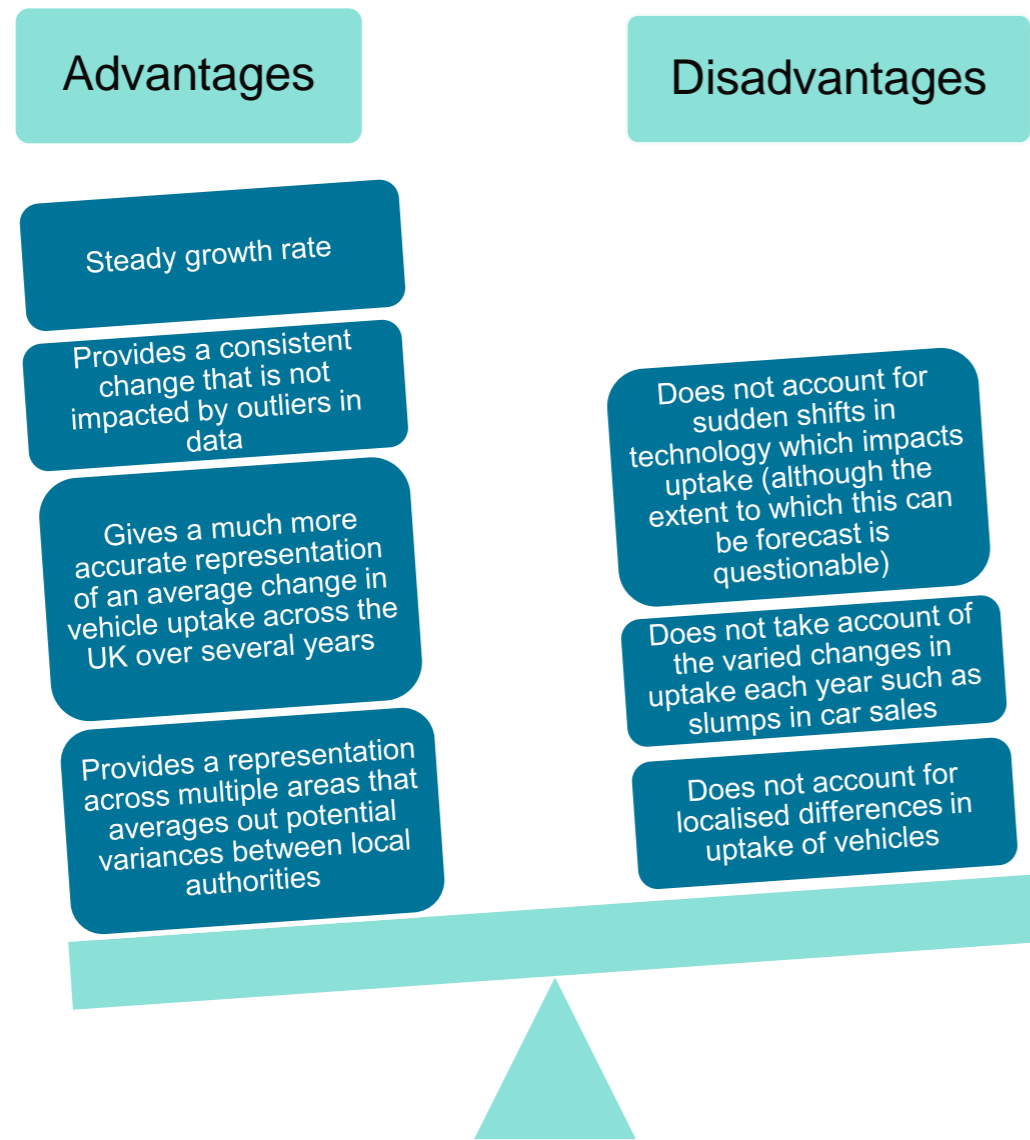 Advantages
Steady growth rate
Provides a consistent
change that is not
impacted by outliers in
data
Gives a much more
accurate representation
of an average change in
vehicle uptake across the
UK over several years
Provides a representation
across multiple areas that
averages out potential
variances between local
authorities
Disadvantages
Does not account for
sudden shifts in
technology which impacts
uptake (although the
extent to which this can
be forecast is
questionable)
Does not take account of
the varied changes in
uptake each year such as
slumps in car sales
Does not account for
localised differences in
uptake of vehicles